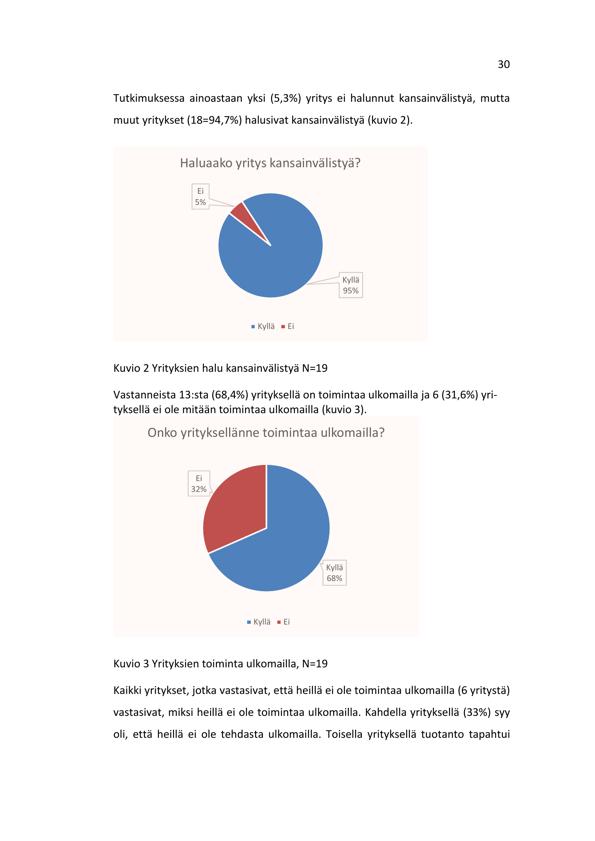 30
Tutkimuksessa ainoastaan yksi (5,3%) yritys ei halunnut kansainvälistyä, mutta
muut yritykset (18=94,7%) halusivat kansainvälistyä (kuvio 2).
Haluaako yritys kansainvälistyä?
Ei
5%
Kyllä
95%
Kyllä Ei
Kuvio 2 Yrityksien halu kansainvälistyä N=19
Vastanneista 13:sta (68,4%) yrityksellä on toimintaa ulkomailla ja 6 (31,6%) yri-
tyksellä ei ole mitään toimintaa ulkomailla (kuvio 3).
Onko yrityksellänne toimintaa ulkomailla?
Ei
32%
Kyllä
68%
Kyllä Ei
Kuvio 3 Yrityksien toiminta ulkomailla, N=19
Kaikki yritykset, jotka vastasivat, että heillä ei ole toimintaa ulkomailla (6 yritystä)
vastasivat, miksi heillä ei ole toimintaa ulkomailla. Kahdella yrityksellä (33%) syy
oli, että heillä ei ole tehdasta ulkomailla. Toisella yrityksellä tuotanto tapahtui